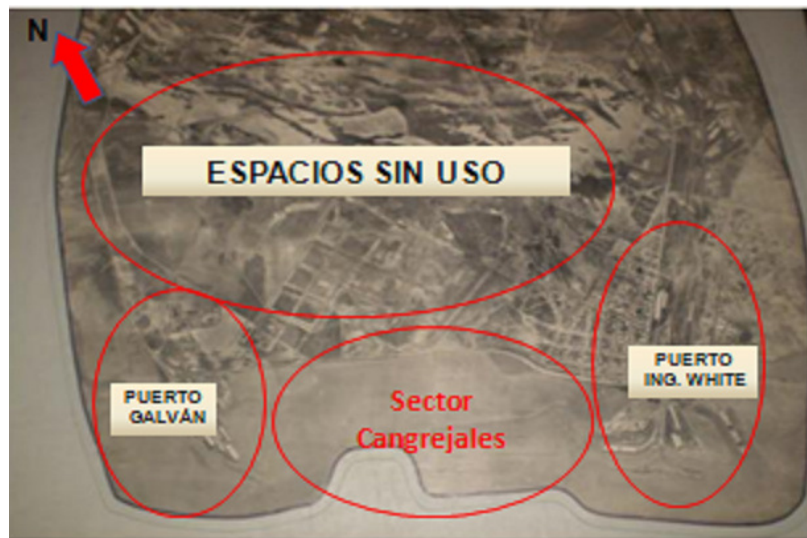 N
ESPACIOS SIN USO
PUERTO
GALVÁN
Sector
Cangrejales
PUERTO
ING. WHITE